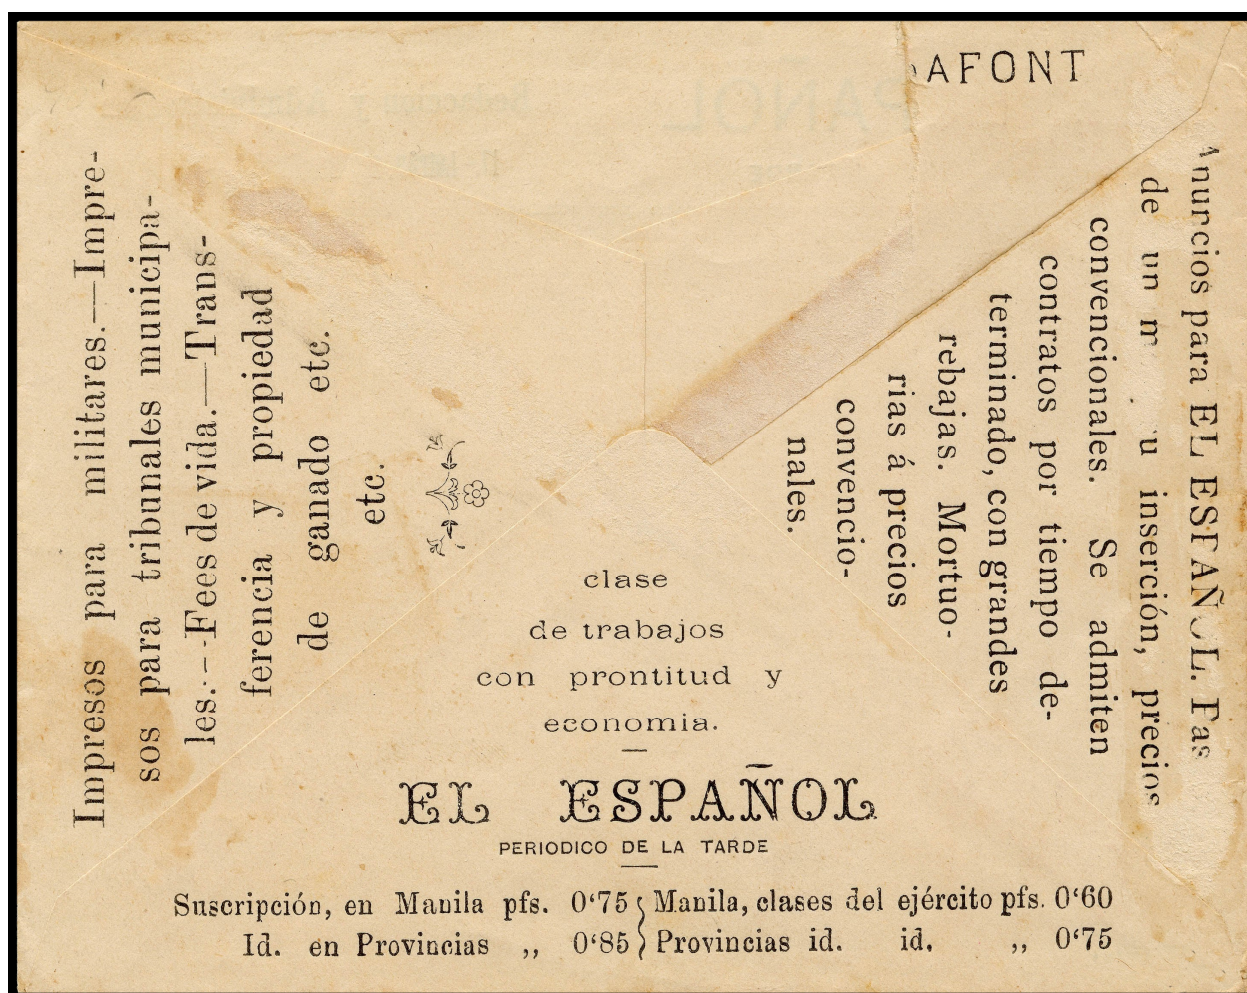 AFONT
Impresos para militares.—Impre-
sos para tribunales municipa-
les.--Fees de vida.—Trans-
ferencia y propiedad
de ganado etc.
etc.
Anuncios para EL ESPAÑOL. Pas
de un m u inserción, precios
convencionales. Se admiten
contratos por tiempo de-
terminado, con grandes
rebajas. Mortuo-
rias á precios
convencio-
nales.
clase
de trabajos
con prontitud y
economia.
EL ESPAÑOL
PERIODICO DE LA TARDE
Suscripción, en Manila pfs. 0‘75 Manila, clases del ejército pfs. 0‘60
Id. en Provincias ,, 0‘85 Provincias id. id. ,, 0‘75